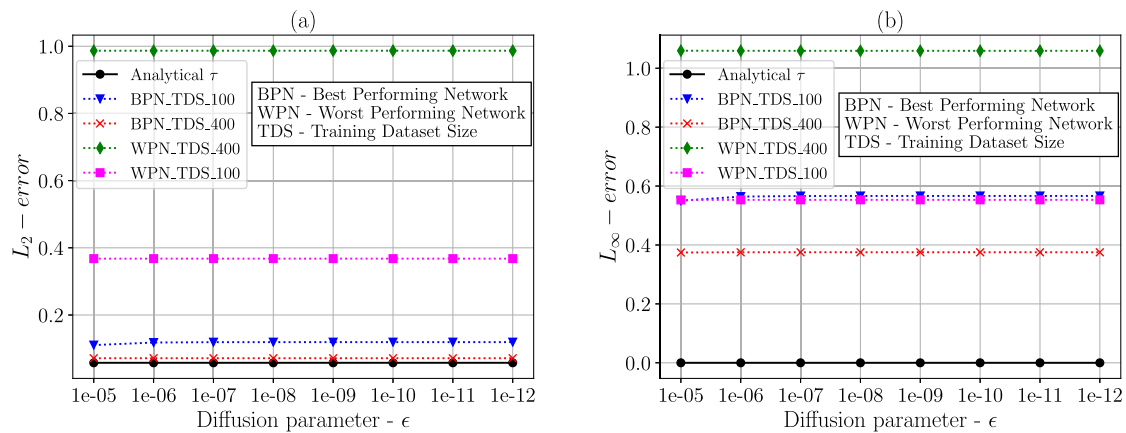 (a)
1.0
0.8
0.6
0.4
0.2
L₂ − error
Analytical τ
BPN_TDS_100
BPN_TDS_400
WPN_TDS_400
WPN_TDS_100
BPN - Best Performing Network
WPN - Worst Performing Network
TDS - Training Dataset Size
1e-05 1e-06 1e-07 1e-08 1e-09 1e-10 1e-11 1e-12
Diffusion parameter - ϵ
(b)
1.0
0.8
0.6
0.4
0.2
0.0
L∞ − error
Analytical τ
BPN_TDS_100
BPN_TDS_400
WPN_TDS_400
WPN_TDS_100
BPN - Best Performing Network
WPN - Worst Performing Network
TDS - Training Dataset Size
1e-05 1e-06 1e-07 1e-08 1e-09 1e-10 1e-11 1e-12
Diffusion parameter - ϵ